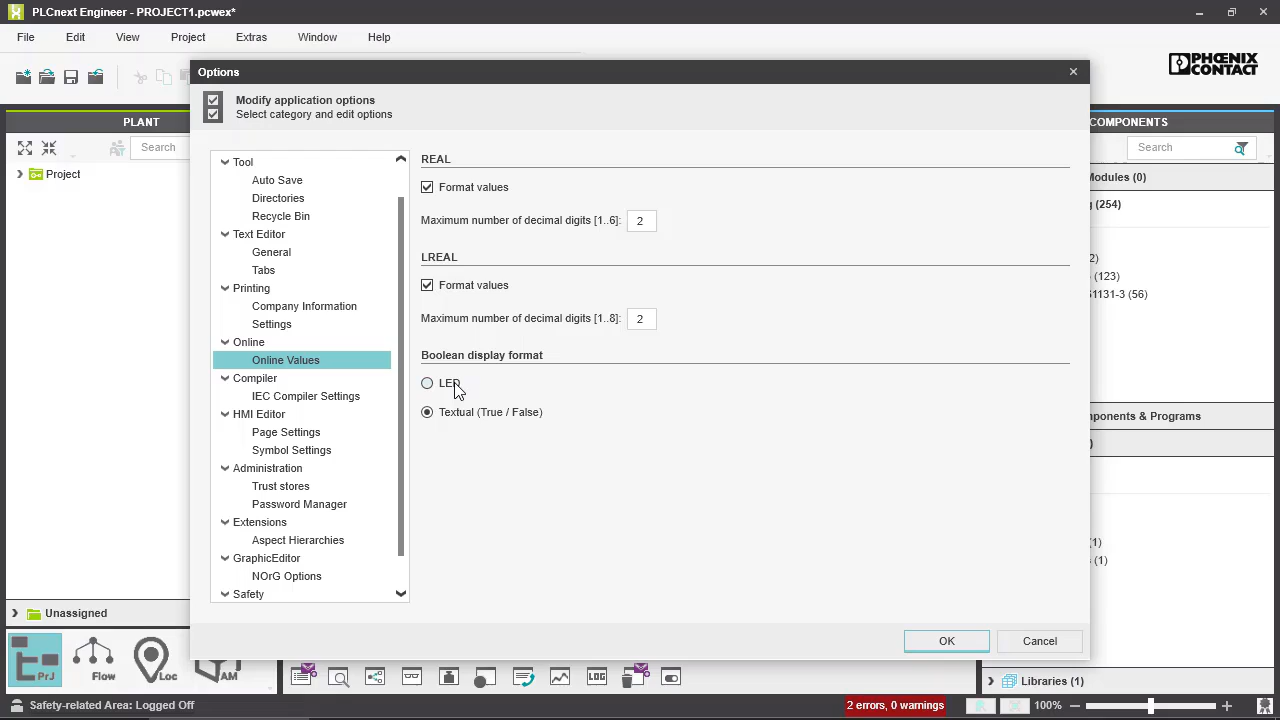 PLCnext Engineer - PROJECT1.pcwex*
File Edit View Project Extras Window Help
PHOENIX CONTACT
Options
Modify application options
Select category and edit options
PLANT
Search
Project
Unassigned
PrJ Flow Loc AM
Tool
Auto Save
Directories
Recycle Bin
Text Editor
General
Tabs
Printing
Company Information
Settings
Online
Online Values
Compiler
IEC Compiler Settings
HMI Editor
Page Settings
Symbol Settings
Administration
Trust stores
Password Manager
Extensions
Aspect Hierarchies
GraphicEditor
NOrG Options
Safety
REAL
Format values
Maximum number of decimal digits [1..6]: 2
LREAL
Format values
Maximum number of decimal digits [1..8]: 2
Boolean display format
LED
Textual (True / False)
OK Cancel
LOG
COMPONENTS
Search
Modules (0)
g (254)
2)
(123)
61131-3 (56)
mponents & Programs
)
(1)
s (1)
Libraries (1)
Safety-related Area: Logged Off
2 errors, 0 warnings
100%